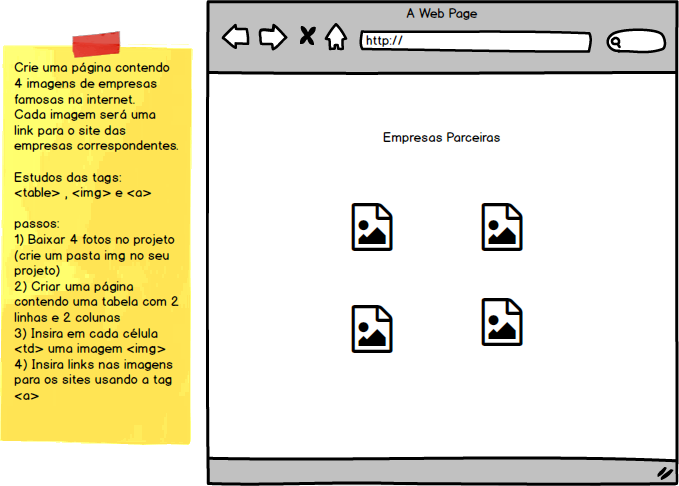 Crie uma página contendo
4 imagens de empresas
famosas na internet.
Cada imagem será uma
link para o site das
empresas correspondentes.
Estudos das tags:
<table> , <img> e <a>
passos:
1) Baixar 4 fotos no projeto
(crie um pasta img no seu
projeto)
2) Criar uma página
contendo uma tabela com 2
linhas e 2 colunas
3) Insira em cada célula
<td> uma imagem <img>
4) Insira links nas imagens
para os sites usando a tag
<a>
A Web Page
http://
Empresas Parceiras